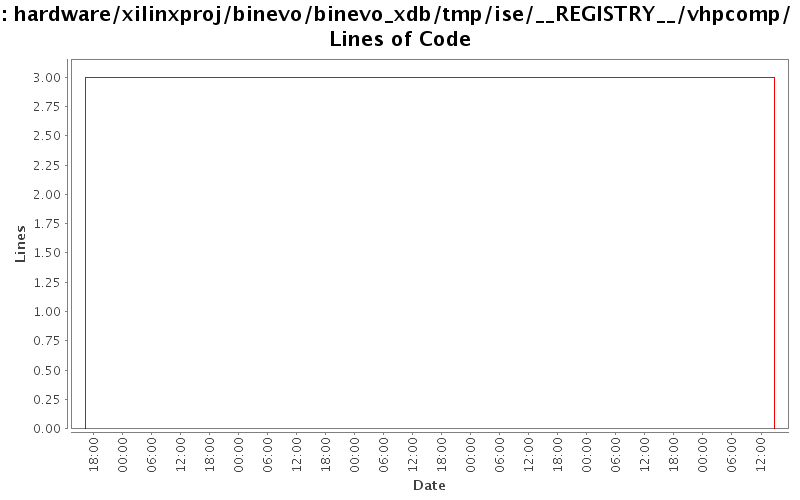 : hardware/xilinxproj/binevo/binevo_xdb/tmp/ise/__REGISTRY__/vhpcomp/
Lines of Code
3.00
2.75
2.50
2.25
2.00
1.75
1.50
1.25
1.00
0.75
0.50
0.25
0.00
Lines
18:00 00:00 06:00 12:00 18:00 00:00 06:00 12:00 18:00 00:00 06:00 12:00 18:00 00:00 06:00 12:00 18:00 00:00 06:00 12:00 18:00 00:00 06:00 12:00
Date